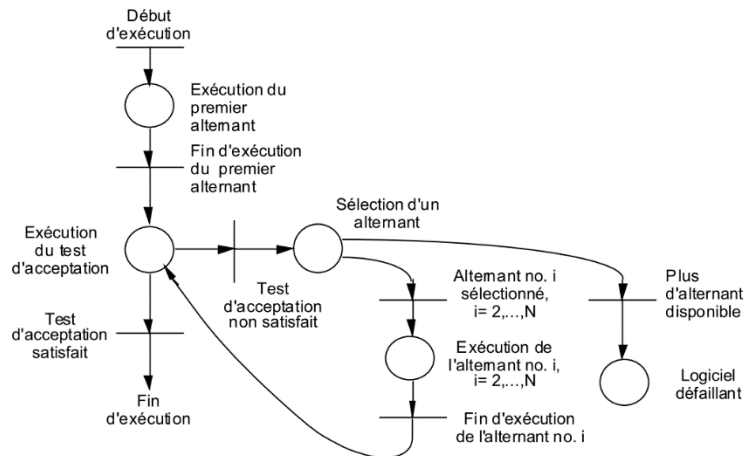 Début
d'exécution
Exécution du
premier
alternant
Fin d'exécution
du premier
alternant
Exécution
du test
d'acceptation
Sélection d'un
alternant
Test
d'acceptation
non satisfait
Test
d'acceptation
satisfait
Fin
d'exécution
Alternant no. i
sélectionné,
i= 2,...,N
Exécution de
l'alternant no. i,
i= 2,...,N
Fin d'exécution
de l'alternant no. i
Plus
d'alternant
disponible
Logiciel
défaillant